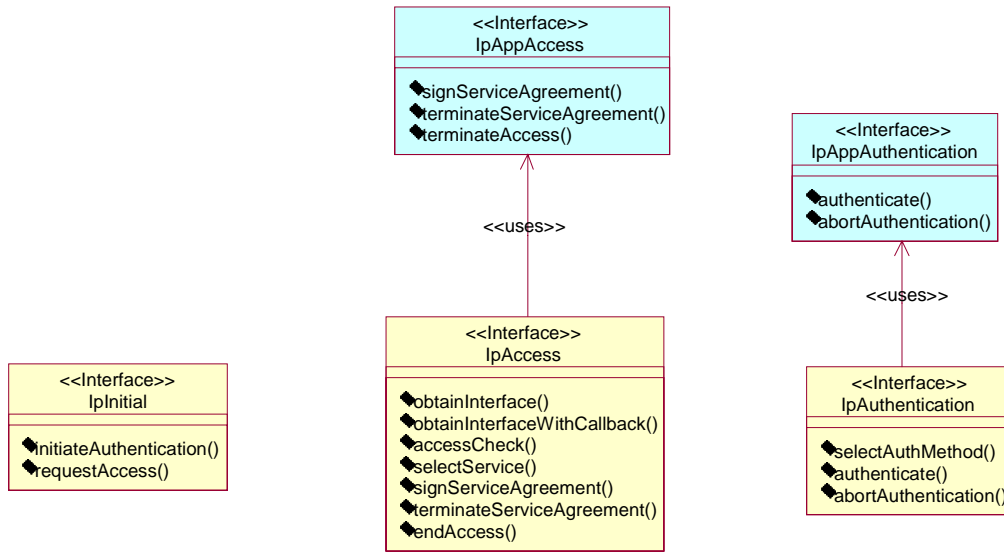 <<Interface>>
IpAppAccess
signServiceAgreement()
terminateServiceAgreement()
terminateAccess()
<<Interface>>
IpAppAuthentication
authenticate()
abortAuthentication()
<<uses>>
<<uses>>
<<Interface>>
IpInitial
initiateAuthentication()
requestAccess()
<<Interface>>
IpAccess
obtainInterface()
obtainInterfaceWithCallback()
accessCheck()
selectService()
signServiceAgreement()
terminateServiceAgreement()
endAccess()
<<Interface>>
IpAuthentication
selectAuthMethod()
authenticate()
abortAuthentication()